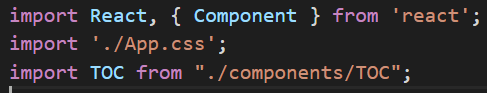 import React, { Component } from 'react';
import './App.css';
import TOC from "./components/TOC";